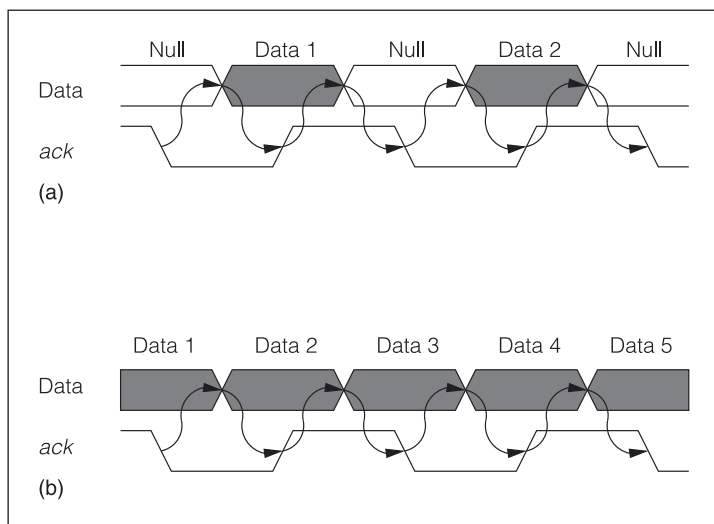 Null Data 1 Null Data 2 Null
Data
ack
(a)
Data 1 Data 2 Data 3 Data 4 Data 5
Data
ack
(b)